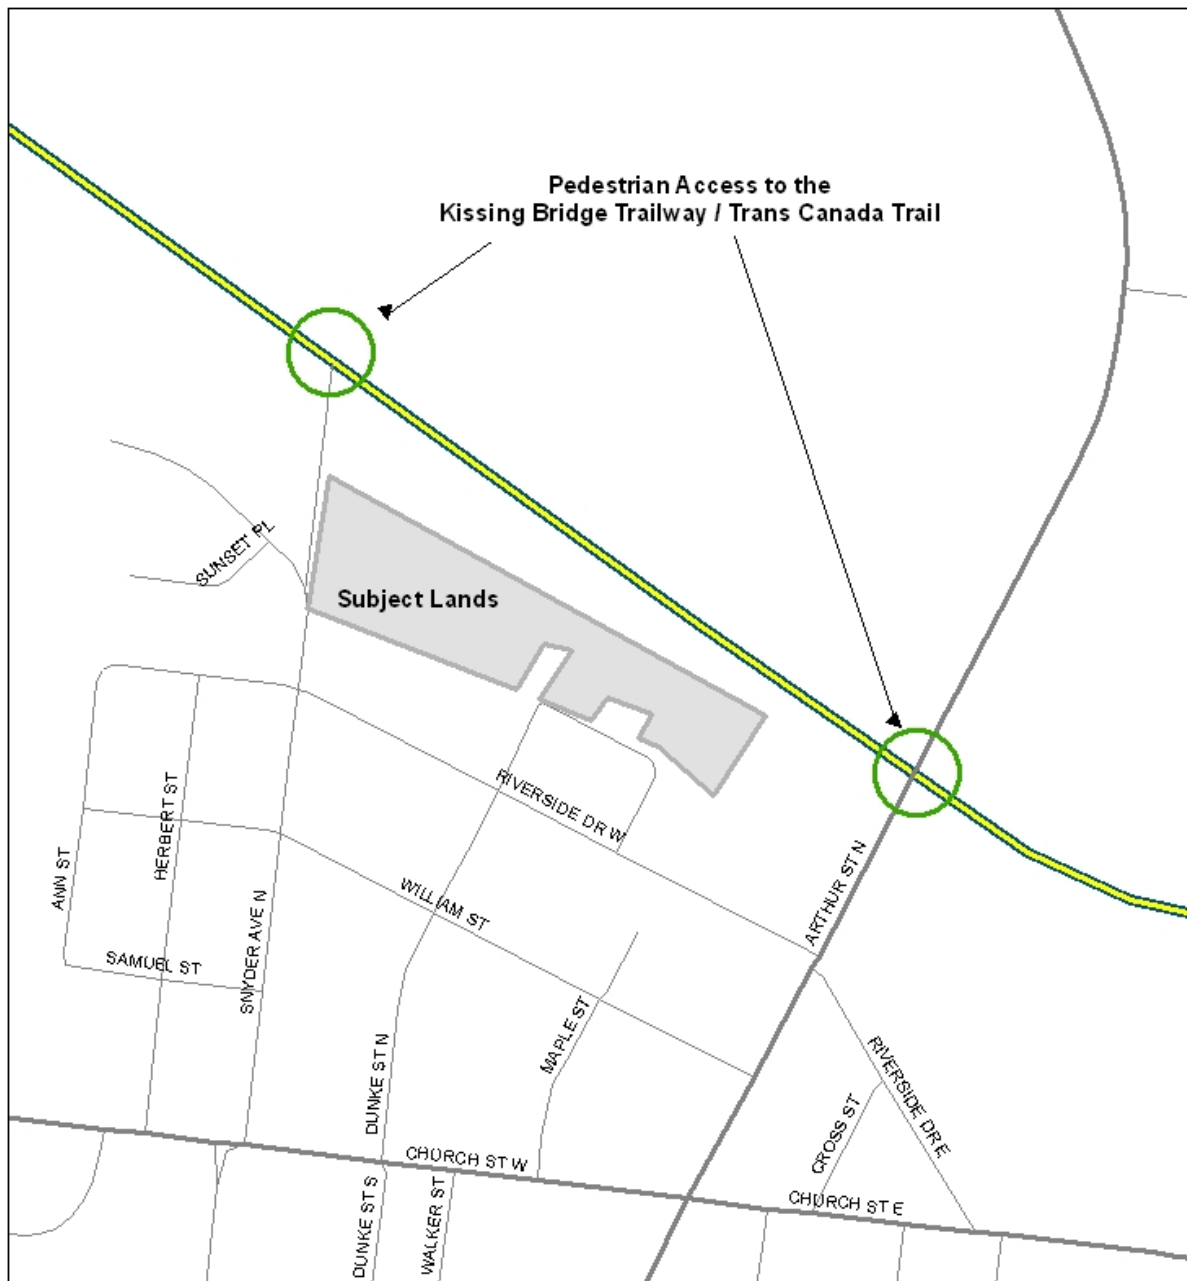 Pedestrian Access to the
Kissing Bridge Trailway / Trans Canada Trail
SUNSET PL
Subject Lands
RIVERSIDE DR W
HERBERT ST
ANN ST
WILLIAM ST
ARTHUR ST N
SNYDER AVE N
SAMUEL ST
MAPLE ST
DUNKE ST N
RIVERSIDE DR E
CROSS ST
CHURCH ST W
CHURCH ST E
DUNKE ST S
WALKER ST